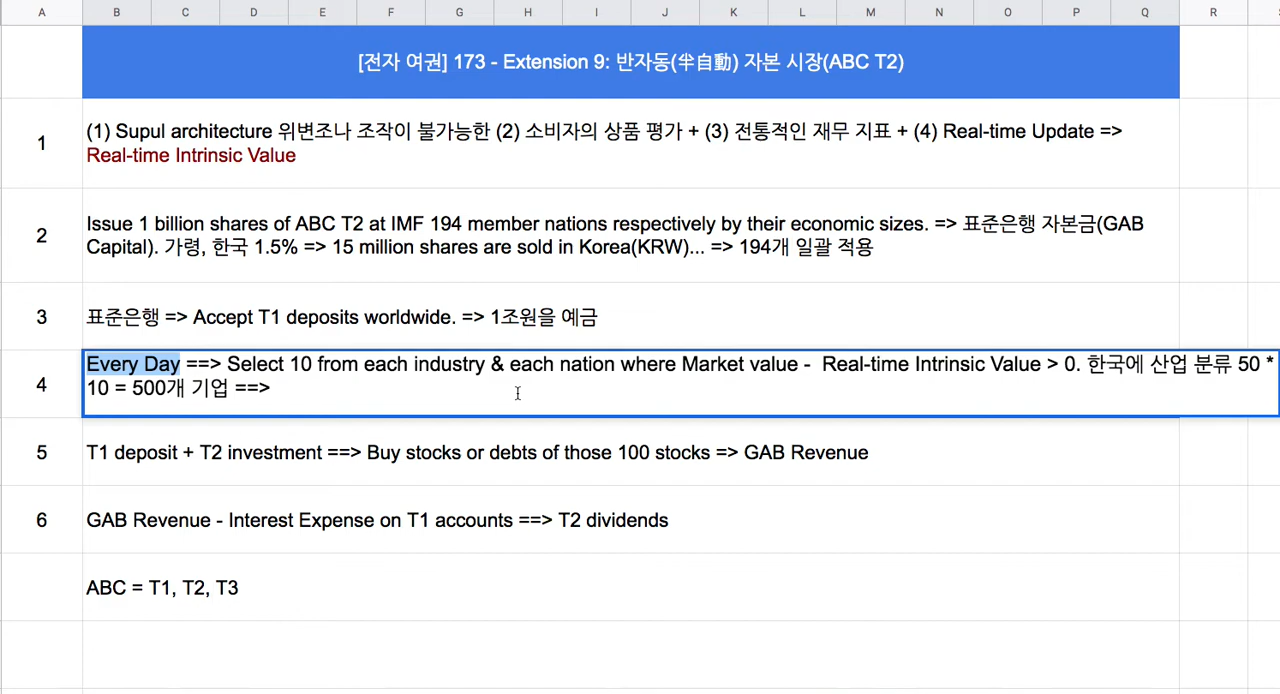 A B C D E F G H I J K L M N O P Q R
[전자 여권] 173 - Extension 9: 반자동(半自動) 자본 시장(ABC T2)
1 (1) Supul architecture 위변조나 조작이 불가능한 (2) 소비자의 상품 평가 + (3) 전통적인 재무 지표 + (4) Real-time Update =>
Real-time Intrinsic Value
2 Issue 1 billion shares of ABC T2 at IMF 194 member nations respectively by their economic sizes. => 표준은행 자본금(GAB
Capital). 가령, 한국 1.5% => 15 million shares are sold in Korea(KRW)... => 194개 일괄 적용
3 표준은행 => Accept T1 deposits worldwide. => 1조원을 예금
4 Every Day ==> Select 10 from each industry & each nation where Market value - Real-time Intrinsic Value > 0. 한국에 산업 분류 50 *
10 = 500개 기업 ==>
5 T1 deposit + T2 investment ==> Buy stocks or debts of those 100 stocks => GAB Revenue
6 GAB Revenue - Interest Expense on T1 accounts ==> T2 dividends
ABC = T1, T2, T3